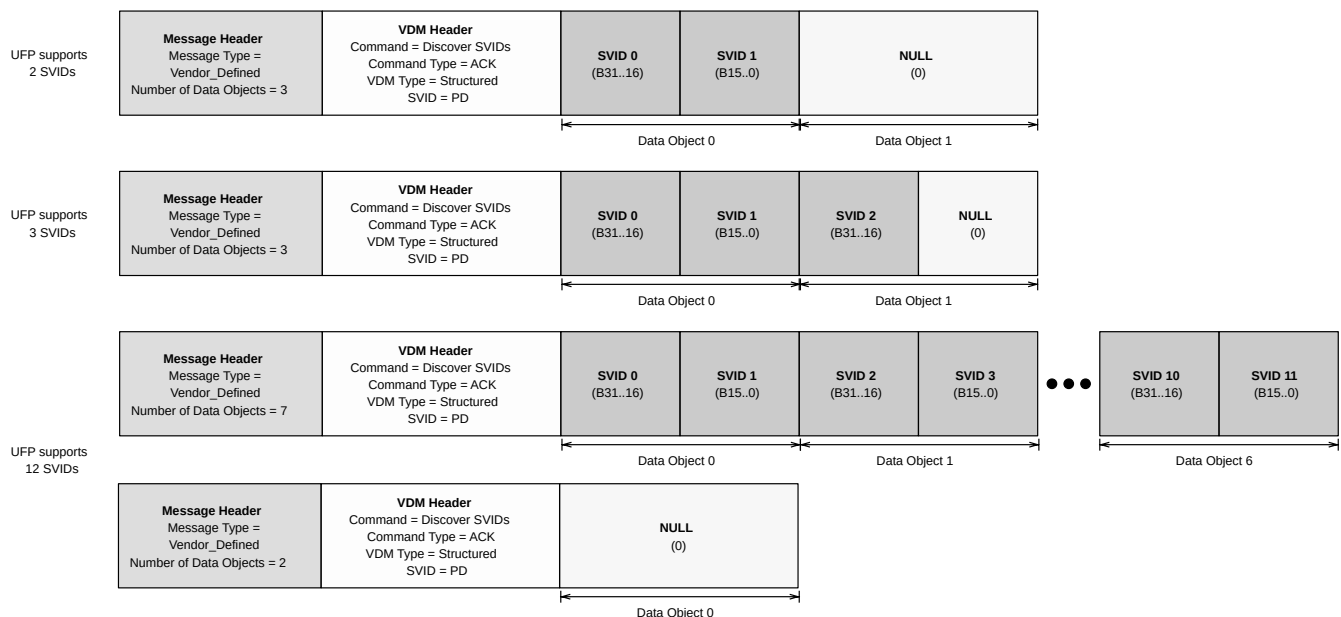 UFP supports
2 SVIDs
Message Header
Message Type =
Vendor_Defined
Number of Data Objects = 3
VDM Header
Command = Discover SVIDs
Command Type = ACK
VDM Type = Structured
SVID = PD
SVID 0
(B31..16)
SVID 1
(B15..0)
NULL
(0)
Data Object 0
Data Object 1
UFP supports
3 SVIDs
Message Header
Message Type =
Vendor_Defined
Number of Data Objects = 3
VDM Header
Command = Discover SVIDs
Command Type = ACK
VDM Type = Structured
SVID = PD
SVID 0
(B31..16)
SVID 1
(B15..0)
SVID 2
(B31..16)
NULL
(0)
Data Object 0
Data Object 1
UFP supports
12 SVIDs
Message Header
Message Type =
Vendor_Defined
Number of Data Objects = 7
VDM Header
Command = Discover SVIDs
Command Type = ACK
VDM Type = Structured
SVID = PD
SVID 0
(B31..16)
SVID 1
(B15..0)
SVID 2
(B31..16)
SVID 3
(B15..0)
SVID 10
(B31..16)
SVID 11
(B15..0)
Data Object 0
Data Object 1
Data Object 6
Message Header
Message Type =
Vendor_Defined
Number of Data Objects = 2
VDM Header
Command = Discover SVIDs
Command Type = ACK
VDM Type = Structured
SVID = PD
NULL
(0)
Data Object 0